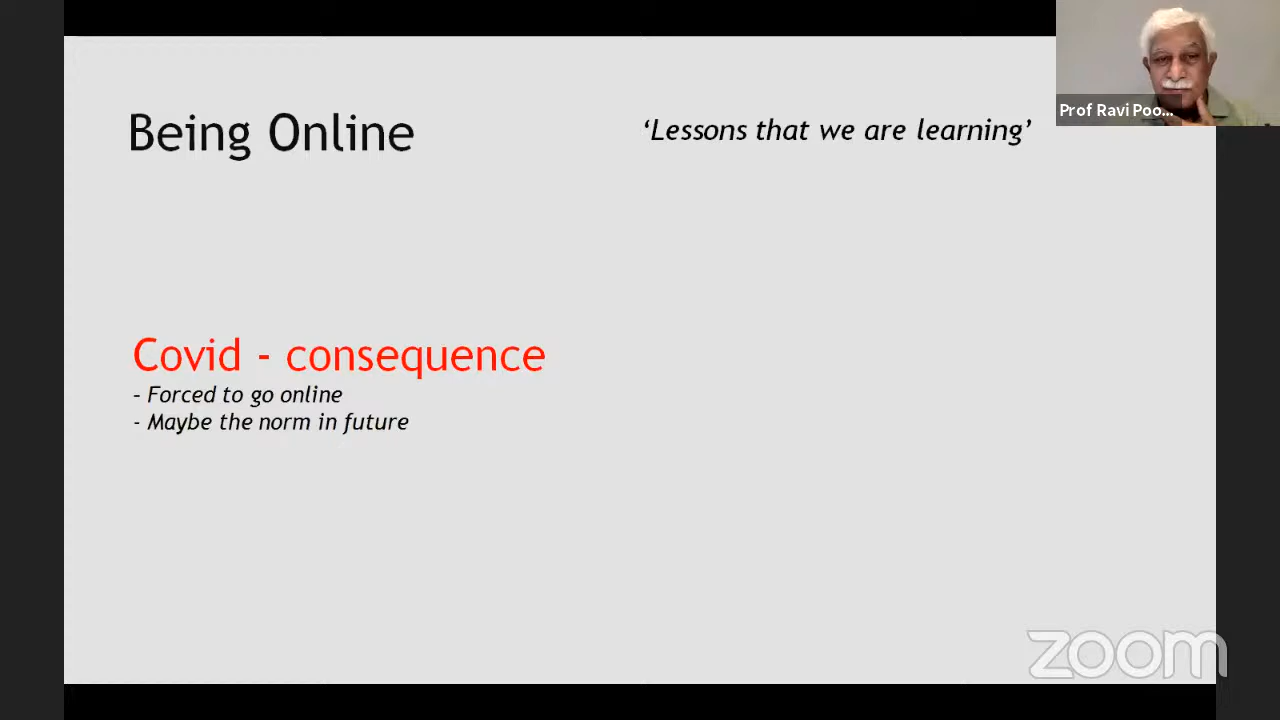 Being Online
‘Lessons that we are learning’
Prof Ravi Poo...
Covid - consequence
- Forced to go online
- Maybe the norm in future
zoom